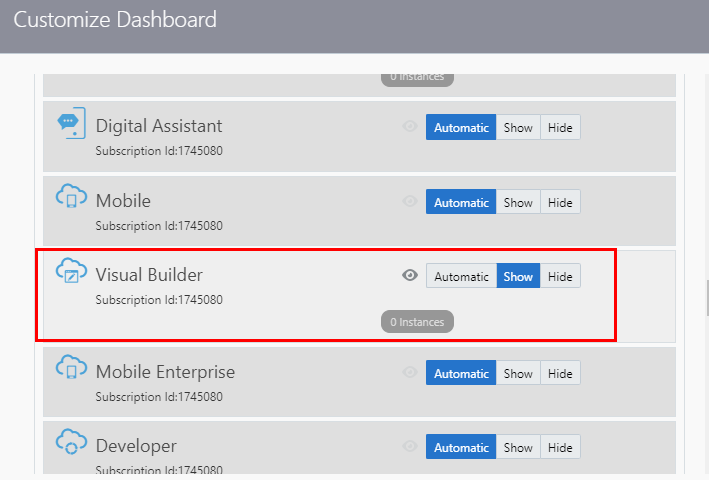 Customize Dashboard
0 Instances
Digital Assistant
Automatic Show Hide
Subscription Id:1745080
Mobile
Automatic Show Hide
Subscription Id:1745080
Visual Builder
Automatic Show Hide
Subscription Id:1745080
0 Instances
Mobile Enterprise
Automatic Show Hide
Subscription Id:1745080
Developer
Automatic Show Hide
Subscription Id:1745080